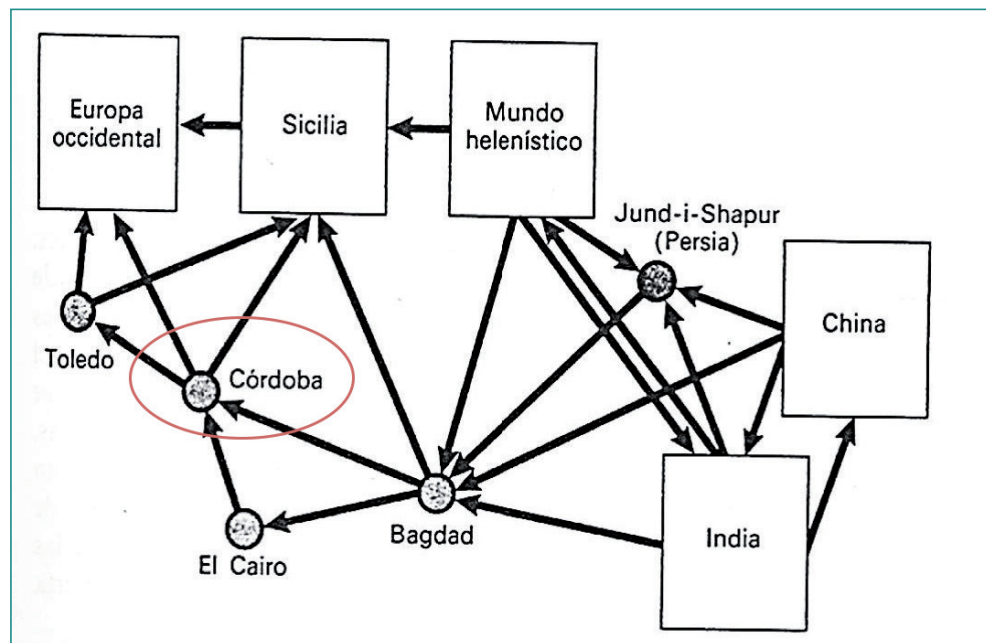 Europa
occidental
Sicilia
Mundo
helenístico
Jund-i-Shapur
(Persia)
China
Toledo
Córdoba
Bagdad
El Cairo
India